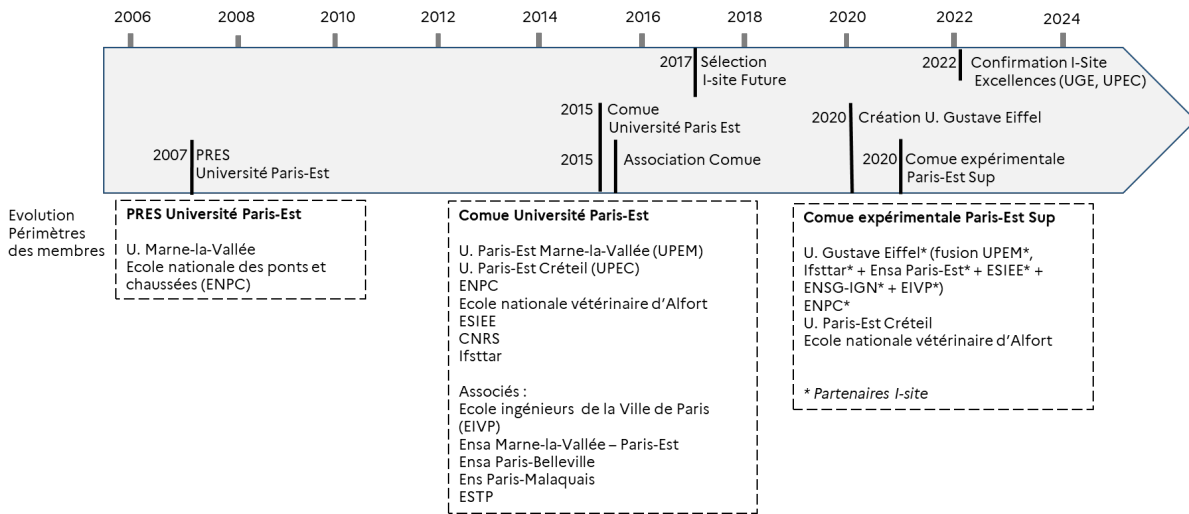 2006 2008 2010 2012 2014 2016 2018 2020 2022 2024
2017 Sélection
I-site Future
2022 Confirmation I-Site
Excellences (UGE, UPEC)
2015 Comue
Université Paris Est
2020 Création U. Gustave Eiffel
2007 PRES
Université Paris-Est
2015 Association Comue
2020 Comue expérimentale
Paris-Est Sup
Evolution
Périmètres
des membres
PRES Université Paris-Est
U. Marne-la-Vallée
Ecole nationale des ponts et
chaussées (ENPC)
Comue Université Paris-Est
U. Paris-Est Marne-la-Vallée (UPEM)
U. Paris-Est Créteil (UPEC)
ENPC
Ecole nationale vétérinaire d'Alfort
ESIEE
CNRS
Ifsttar
Associés :
Ecole ingénieurs de la Ville de Paris
(EIVP)
Ensa Marne-la-Vallée – Paris-Est
Ensa Paris-Belleville
Ens Paris-Malaquais
ESTP
Comue expérimentale Paris-Est Sup
U. Gustave Eiffel* (fusion UPEM*,
Ifsttar* + Ensa Paris-Est* + ESIEE* +
ENSG-IGN* + EIVP*)
ENPC*
U. Paris-Est Créteil
Ecole nationale vétérinaire d'Alfort
* Partenaires I-site